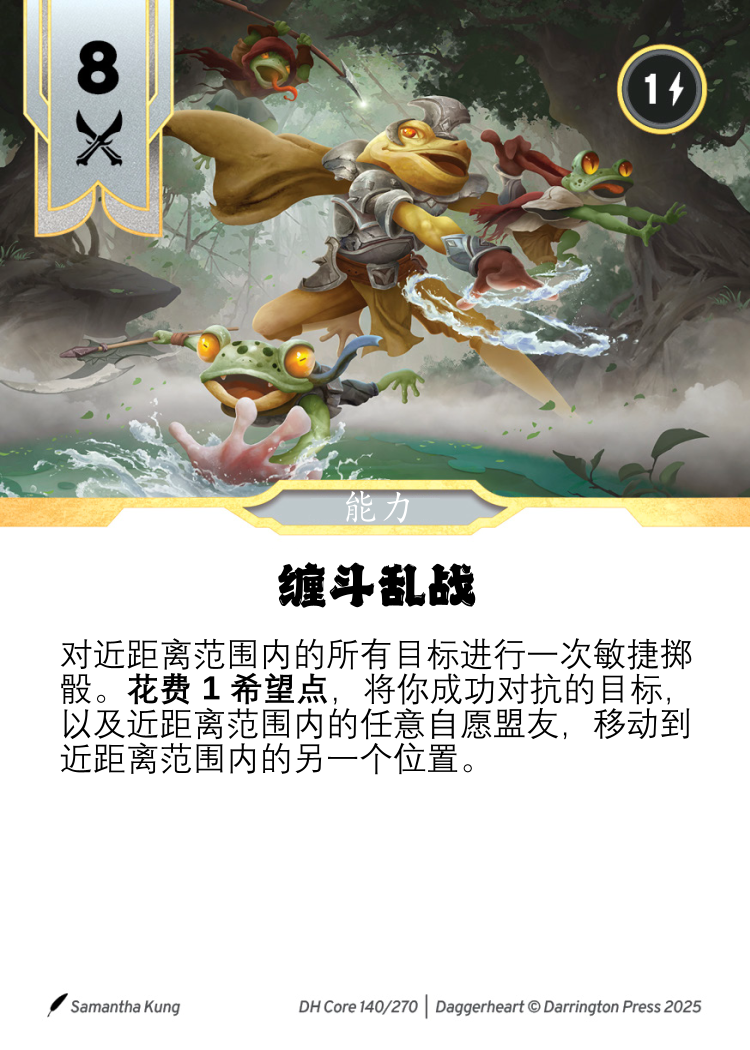 8
1
能力
缠斗乱战
对近距离范围内的所有目标进行一次敏捷掷
骰。花费 1 希望点，将你成功对抗的目标，
以及近距离范围内的任意自愿盟友，移动到
近距离范围内的另一个位置。
Samantha Kung
DH Core 140/270 | Daggerheart © Darrington Press 2025